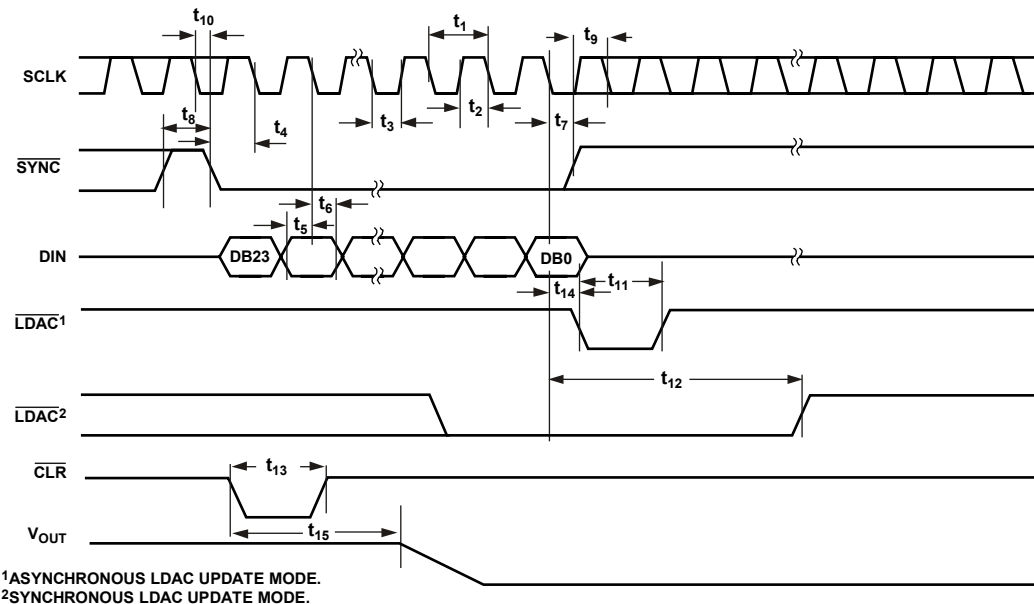 t10
t1
t9
SCLK
t8
t4
t3
t2
t7
SYNC
t6
t5
DIN
DB23
DB0
t14
t11
LDAC1
t12
LDAC2
t13
CLR
t15
VOUT
1ASYNCHRONOUS LDAC UPDATE MODE.
2SYNCHRONOUS LDAC UPDATE MODE.